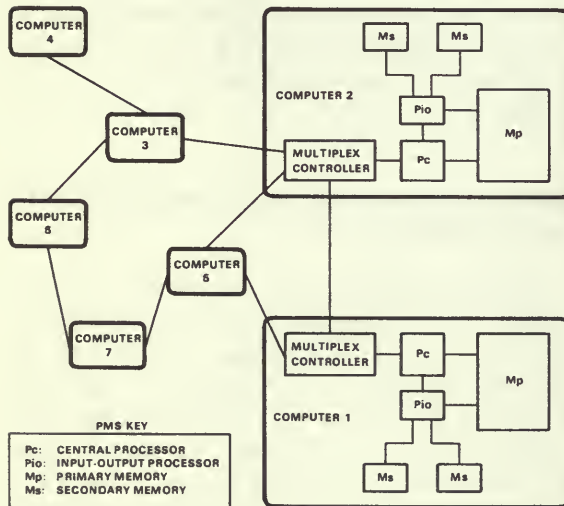 COMPUTER
4
COMPUTER
3
COMPUTER
6
COMPUTER
7
COMPUTER
5
COMPUTER 2
Ms
Ms
Pio
Mp
MULTIPLEX
CONTROLLER
Pc
MULTIPLEX
CONTROLLER
Pc
Mp
Pio
COMPUTER 1
Ms
Ms
PMS KEY
Pc: CENTRAL PROCESSOR
Pio: INPUT-OUTPUT PROCESSOR
Mp: PRIMARY MEMORY
Ms: SECONDARY MEMORY